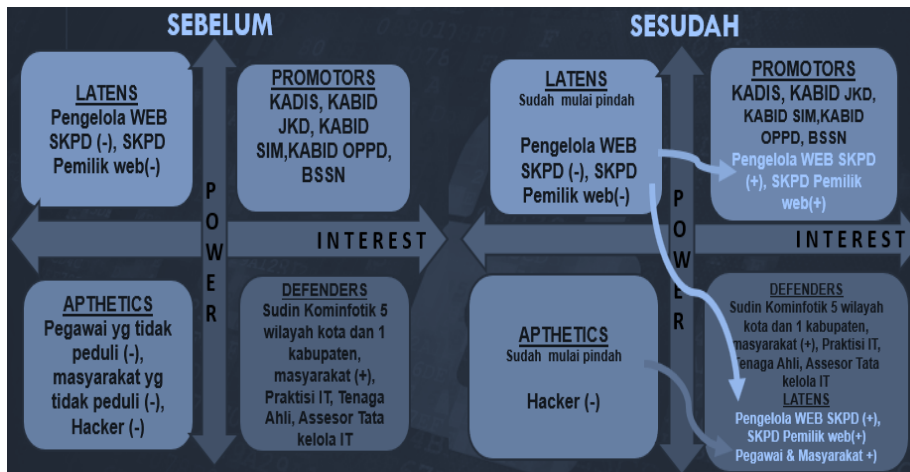 SEBELUM
LATENS
Pengelola WEB
SKPD (-), SKPD
Pemilik web(-)
PROMOTORS
KADIS, KABID
JKD, KABID
SIM,KABID OPPD,
BSSN
POWER
INTEREST
APTHETICS
Pegawai yg tidak
peduli (-),
masyarakat yg
tidak peduli (-),
Hacker (-)
DEFENDERS
Sudin Kominfotik 5
wilayah kota dan 1
kabupaten,
masyarakat (+),
Praktisi IT, Tenaga
Ahli, Assesor Tata
kelola IT
SESUDAH
LATENS
Sudah mulai pindah
Pengelola WEB
SKPD (-), SKPD
Pemilik web(-)
PROMOTORS
KADIS, KABID JKD,
KABID SIM,KABID
OPPD, BSSN
Pengelola WEB SKPD
(+), SKPD Pemilik
web(+)
POWER
INTEREST
APTHETICS
Sudah mulai pindah
Hacker (-)
DEFENDERS
Sudin Kominfotik 5 wilayah
kota dan 1 kabupaten,
masyarakat (+), Praktisi IT,
Tenaga Ahli, Assesor Tata
kelola IT
LATENS
Pengelola WEB SKPD (+),
SKPD Pemilik web(+)
Pegawai & Masyarakat +)